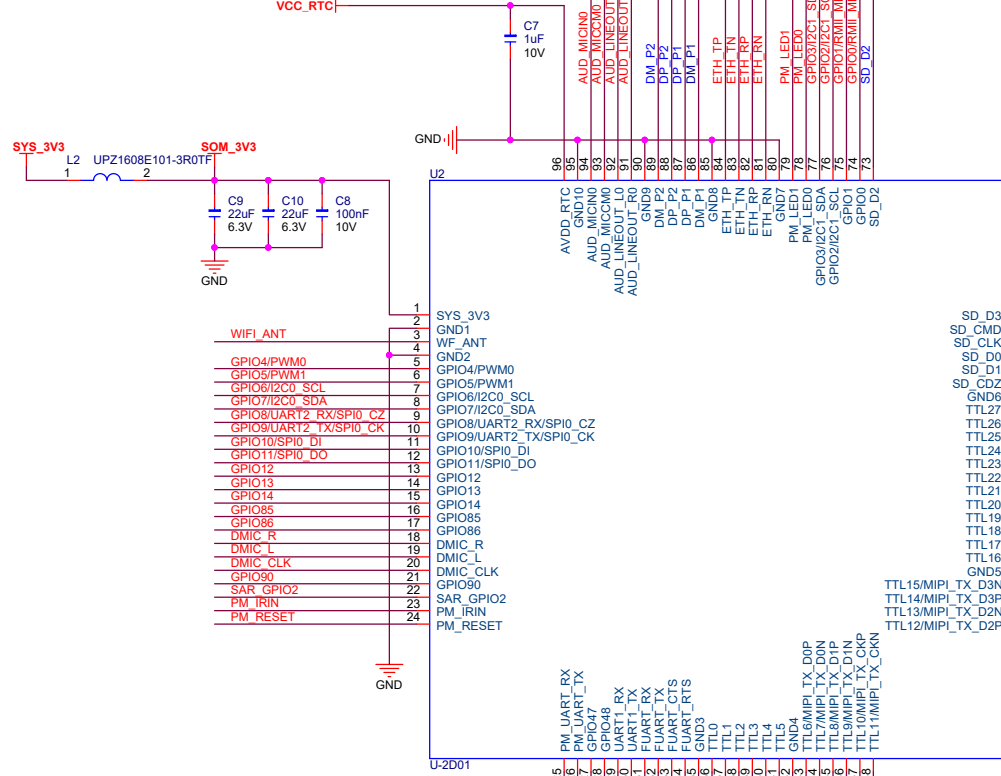 VCC_RTC
C7
1uF
10V
AUD_MICIN0
AUD_MICCM0
AUD_LINEOUT
AUD_LINEOUT
DM_P2
DP_P2
DP_P1
DM_P1
ETH_TP
ETH_TN
ETH_RP
ETH_RN
PM_LED1
PM_LED0
SD_D2
GND
SYS_3V3
SOM_3V3
L2 UPZ1608E101-3R0TF
1 2
C9
22uF
6.3V
C10
22uF
6.3V
C8
100nF
10V
GND
U2
96
95
94
93
92
91
90
89
88
87
86
85
84
83
82
81
80
79
78
77
76
75
74
73
AVDD_RTC
GND10
AUD_MICIN0
AUD_MICCM0
AUD_LINEOUT_L0
AUD_LINEOUT_R0
GND9
DM_P2
DP_P2
DP_P1
DM_P1
GND8
ETH_TP
ETH_TN
ETH_RP
ETH_RN
GND7
PM_LED1
PM_LED0
GPIO3/I2C1_SDA
GPIO2/I2C1_SCL
GPIO1
GPIO0
SD_D2
1 SYS_3V3
2 GND1
WIFI_ANT 3 WF_ANT
4 GND2
GPIO4/PWM0 5 GPIO4/PWM0
GPIO5/PWM1 6 GPIO5/PWM1
GPIO6/I2C0_SCL 7 GPIO6/I2C0_SCL
GPIO7/I2C0_SDA 8 GPIO7/I2C0_SDA
GPIO8/UART2_RX/SPI0_CZ 9 GPIO8/UART2_RX/SPI0_CZ
GPIO9/UART2_TX/SPI0_CK 10 GPIO9/UART2_TX/SPI0_CK
GPIO10/SPI0_DI 11 GPIO10/SPI0_DI
GPIO11/SPI0_DO 12 GPIO11/SPI0_DO
GPIO12 13 GPIO12
GPIO13 14 GPIO13
GPIO14 15 GPIO14
GPIO85 16 GPIO85
GPIO86 17 GPIO86
DMIC_R 18 DMIC_R
DMIC_L 19 DMIC_L
DMIC_CLK 20 DMIC_CLK
GPIO90 21 GPIO90
SAR_GPIO2 22 SAR_GPIO2
PM_IRIN 23 PM_IRIN
PM_RESET 24 PM_RESET
GND
SD_D3
SD_CMD
SD_CLK
SD_D0
SD_D1
SD_CDZ
GND6
TTL27
TTL26
TTL25
TTL24
TTL23
TTL22
TTL21
TTL20
TTL19
TTL18
TTL17
TTL16
GND5
TTL15/MIPI_TX_D3N
TTL14/MIPI_TX_D3P
TTL13/MIPI_TX_D2N
TTL12/MIPI_TX_D2P
PM_UART_RX
PM_UART_TX
GPIO47
GPIO48
UART1_RX
UART1_TX
FUART_RX
FUART_TX
FUART_CTS
FUART_RTS
GND3
TTL0
TTL1
TTL2
TTL3
TTL4
TTL5
GND4
TTL6/MIPI_TX_D0P
TTL7/MIPI_TX_D0N
TTL8/MIPI_TX_D1P
TTL9/MIPI_TX_D1N
TTL10/MIPI_TX_CKP
TTL11/MIPI_TX_CKN
U-2D01